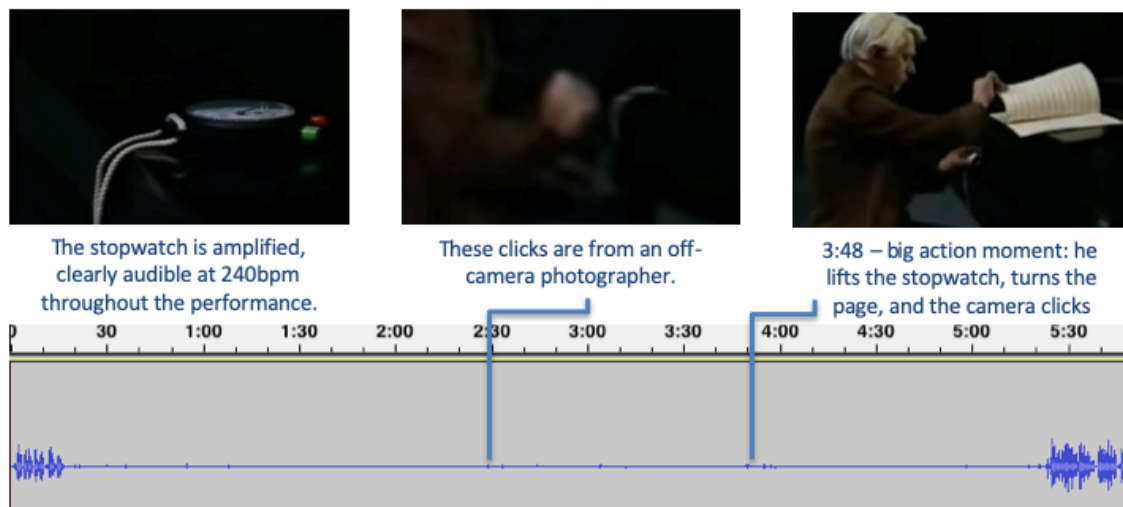 The stopwatch is amplified,
clearly audible at 240bpm
throughout the performance.
These clicks are from an off-
camera photographer.
3:48 – big action moment: he
lifts the stopwatch, turns the
page, and the camera clicks
0 30 1:00 1:30 2:00 2:30 3:00 3:30 4:00 4:30 5:00 5:30